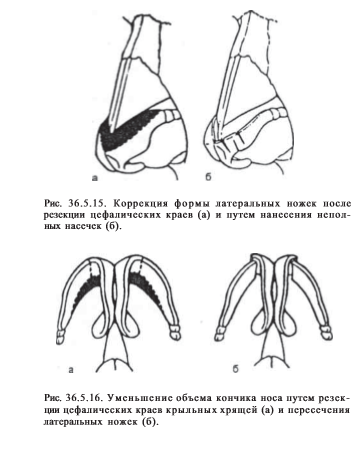 а
б
Рис. 36.5.15. Коррекция формы латеральных ножек после
резекции цефалических краев (а) и путем нанесения непол-
ных насечек (б).
а
б
Рис. 36.5.16. Уменьшение объема кончика носа путем резек-
ции цефалических краев крыльных хрящей (а) и пересечения
латеральных ножек (б).